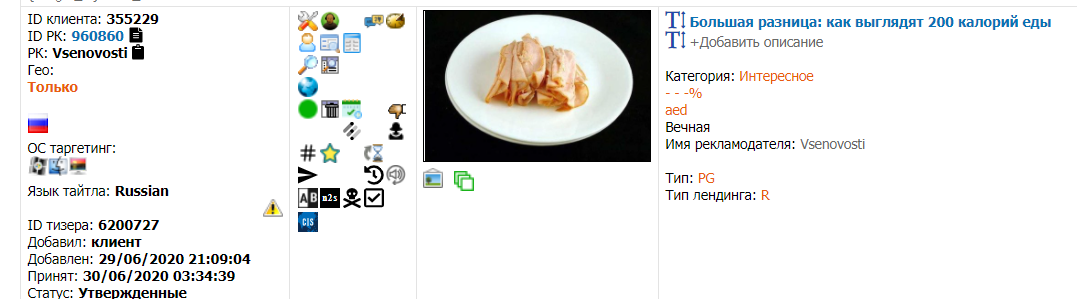 ID клиента: 355229
ID РК: 960860
РК: Vsenovosti
Гео:
Только
ОС таргетинг:
Язык тайтла: Russian
ID тизера: 6200727
Добавил: клиент
Добавлен: 29/06/2020 21:09:04
Принят: 30/06/2020 03:34:39
Статус: Утвержденные
#
AB n2s
CIS
Большая разница: как выглядят 200 калорий еды
+Добавить описание
Категория: Интересное
- - -%
aed
Вечная
Имя рекламодателя: Vsenovosti
Тип: PG
Тип лендинга: R